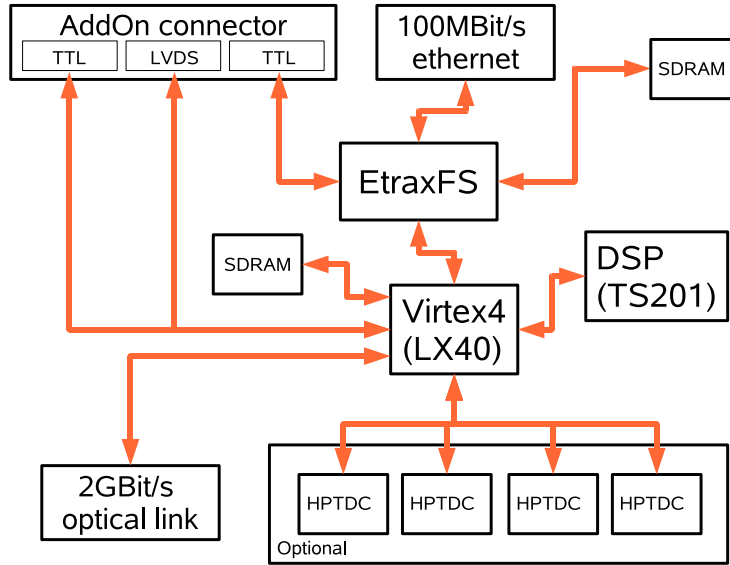 AddOn connector
TTL
LVDS
TTL
100MBit/s
ethernet
SDRAM
EtraxFS
SDRAM
DSP
(TS201)
Virtex4
(LX40)
2GBit/s
optical link
HPTDC
HPTDC
HPTDC
HPTDC
Optional